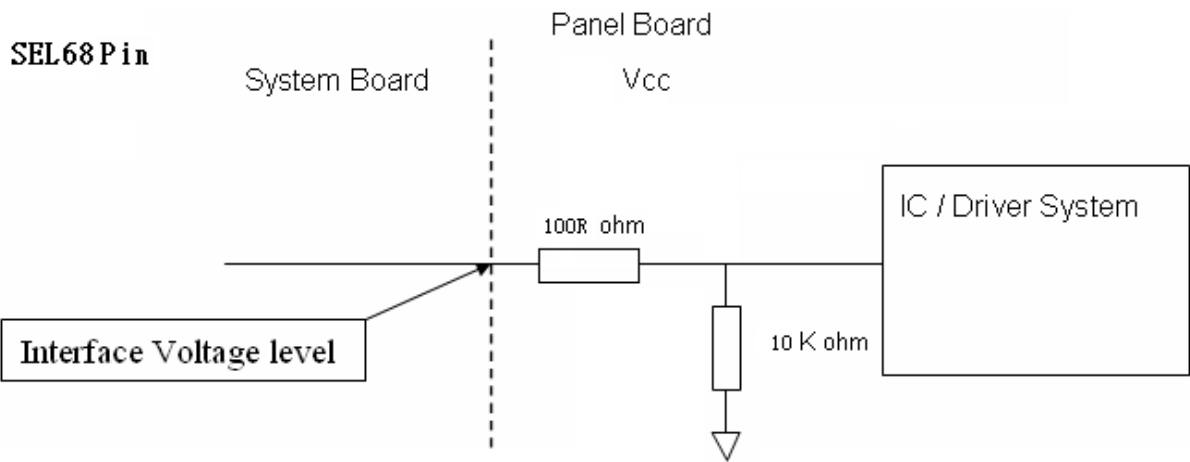 Panel Board
SEL68 Pin
System Board
Vcc
IC / Driver System
100R ohm
Interface Voltage level
10 K ohm